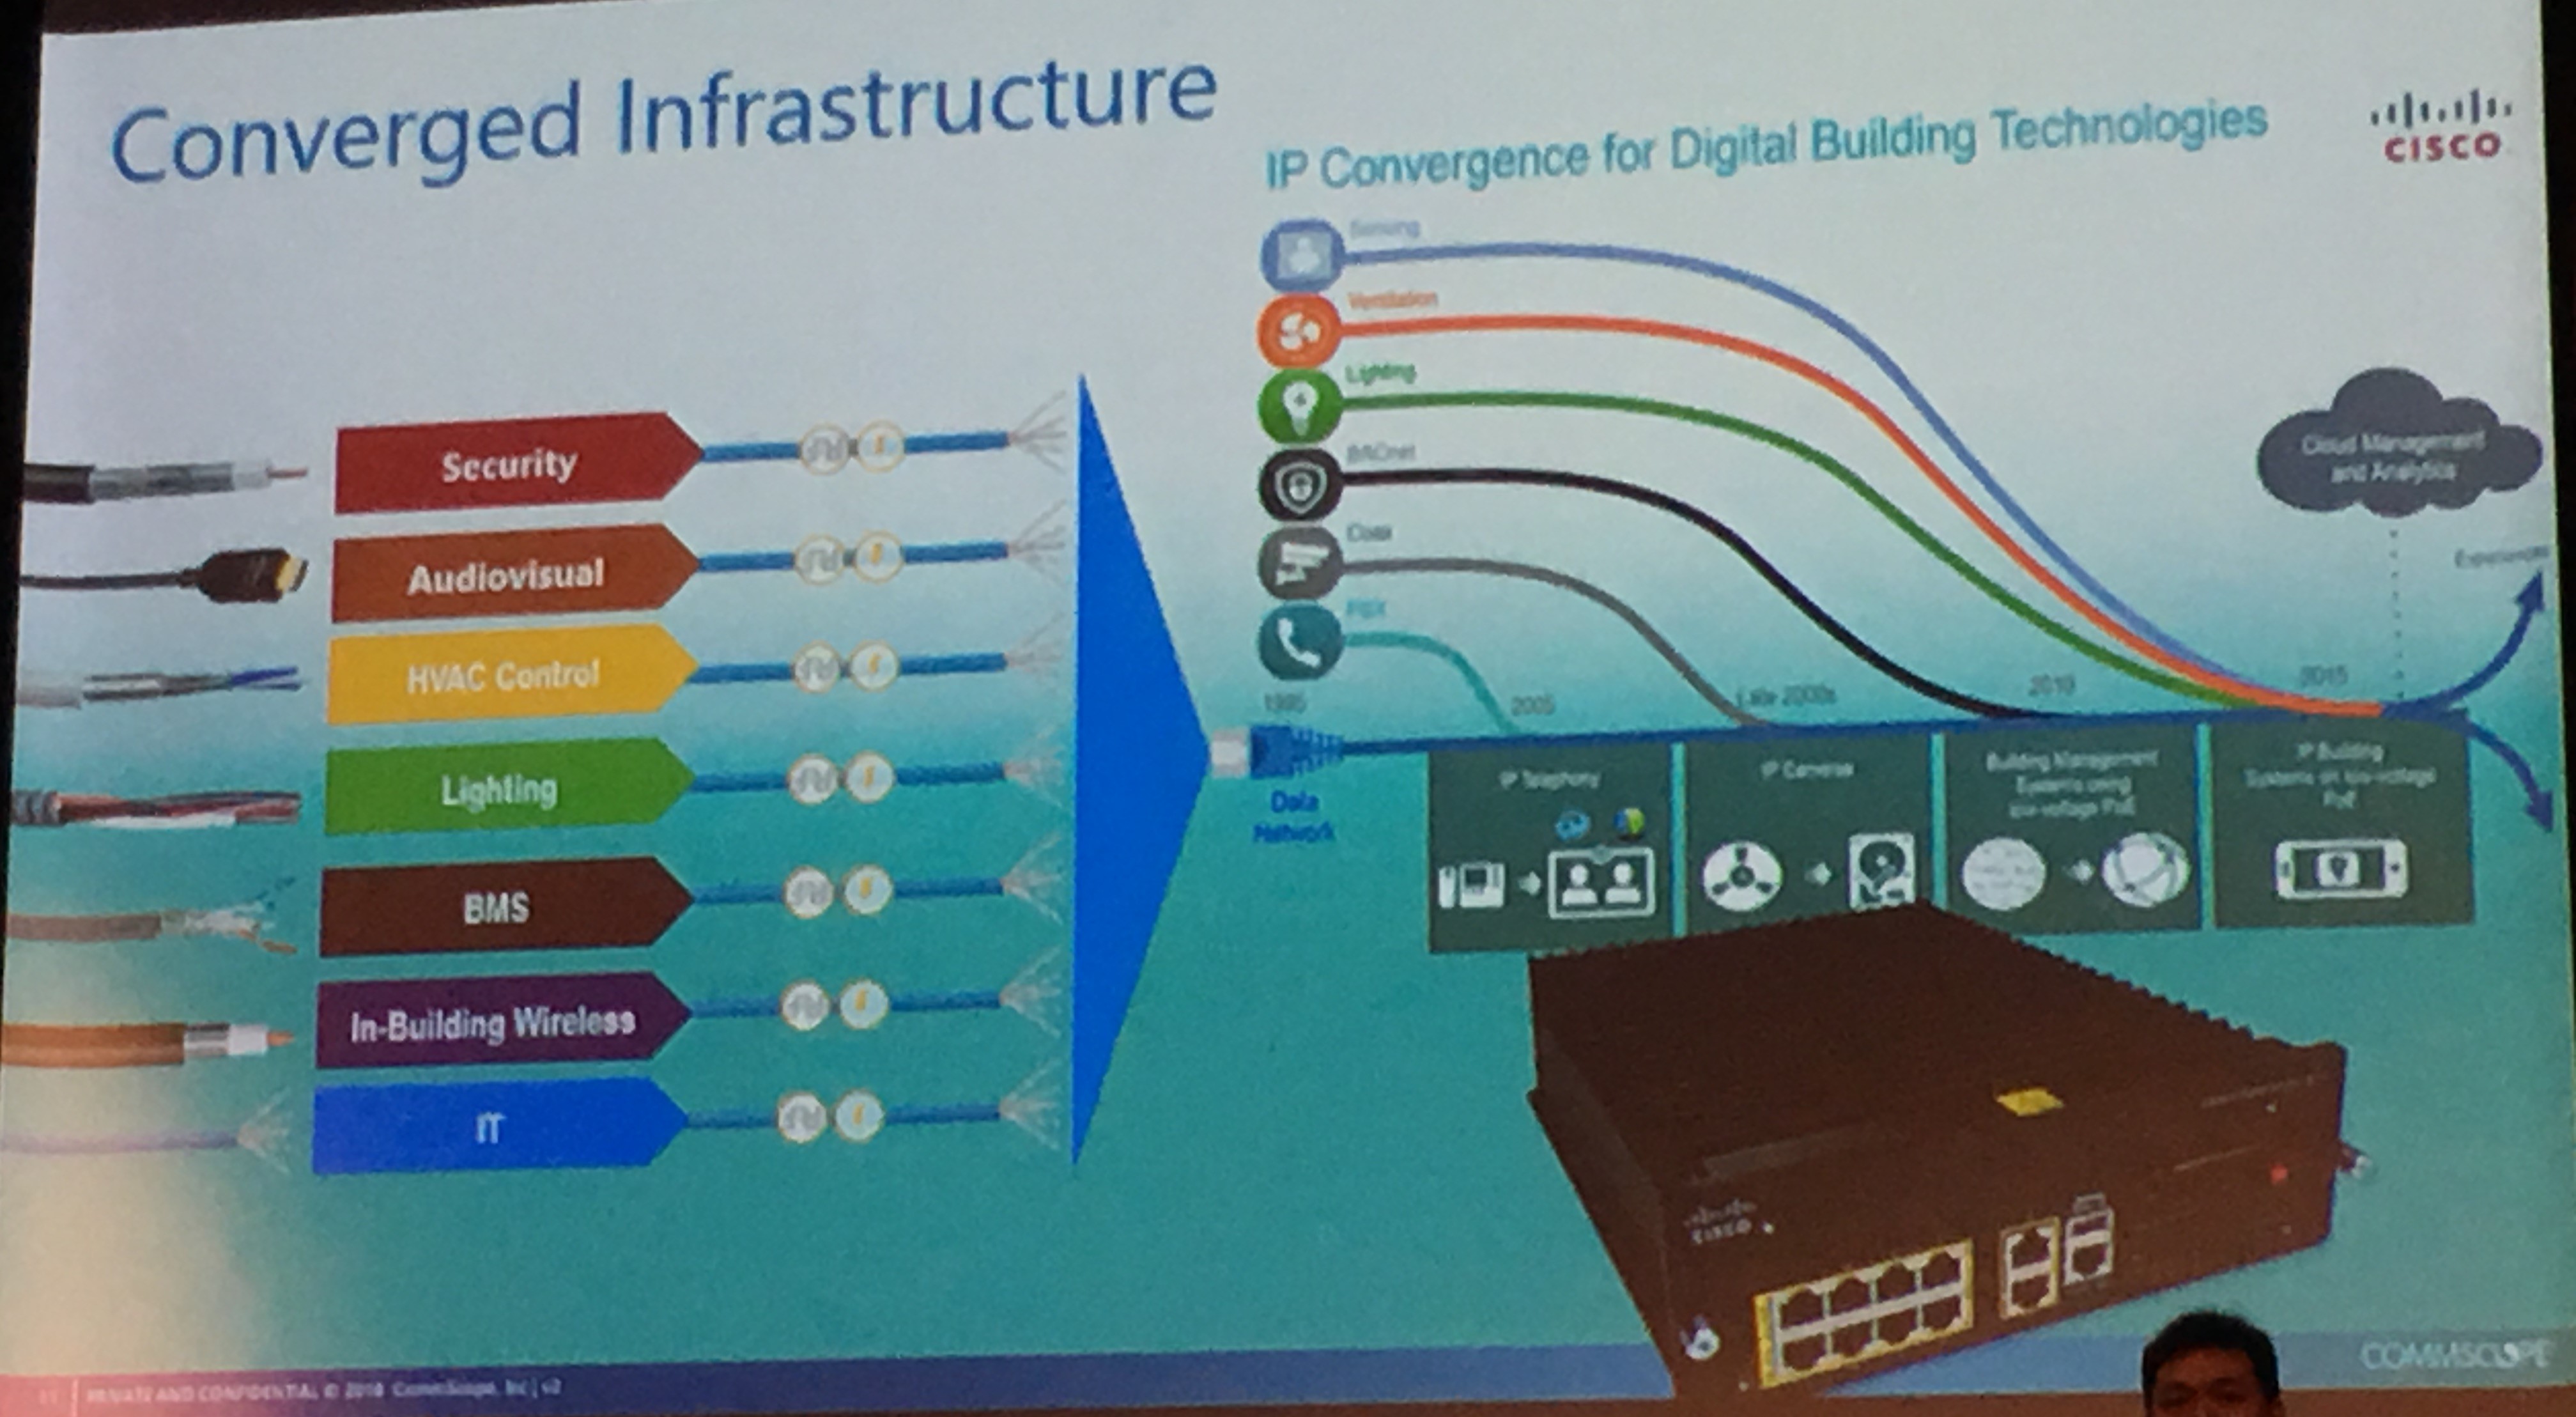 Converged Infrastructure
IP Convergence for Digital Building Technologies
CISCO
Security
Audiovisual
HVAC Control
Lighting
BMS
In-Building Wireless
IT
Sensing
Ventilation
Lighting
BACnet
Coax
PBX
1995
2005
Late 2000s
2010
2015
Data
Network
Cloud Management
and Analytics
Experiences
IP Telephony
IP Cameras
Building Management
Systems using
low-voltage PoE
IP Building
Systems on low-voltage
PoE
CISCO
PRIVATE AND CONFIDENTIAL © 2018 CommScope, Inc | v2
COMMSCOPE